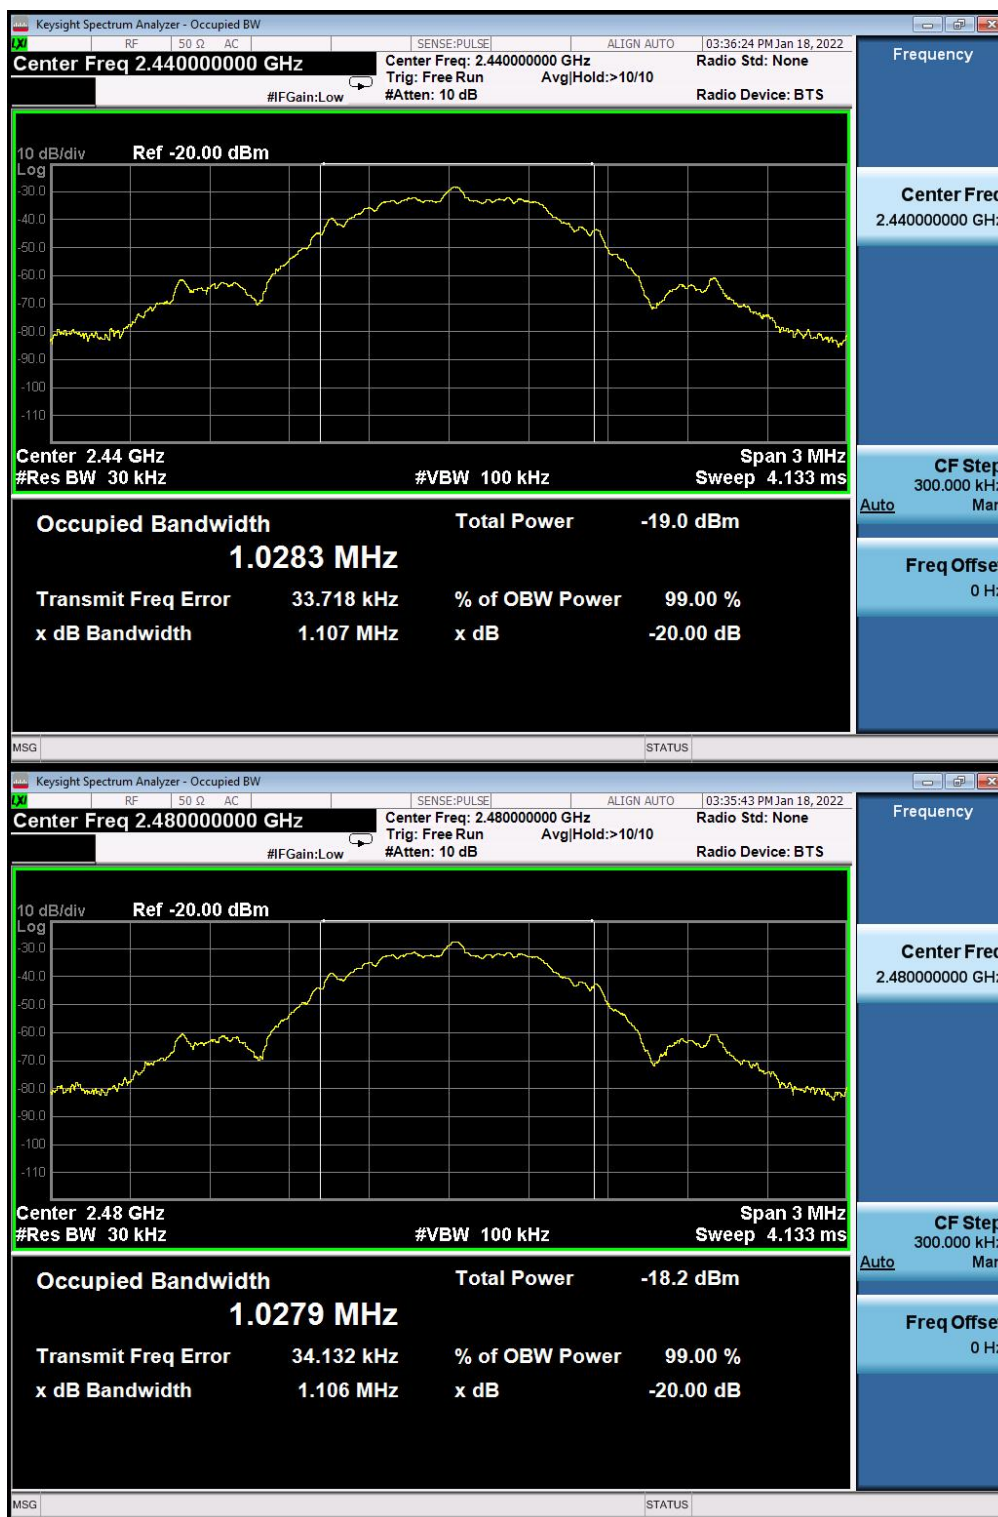 Keysight Spectrum Analyzer - Occupied BW
LXI RF 50 Ω AC SENSE:PULSE ALIGN AUTO 03:36:24 PM Jan 18, 2022
Center Freq 2.440000000 GHz Center Freq: 2.440000000 GHz Radio Std: None
Trig: Free Run Avg|Hold:>10/10
#IFGain:Low #Atten: 10 dB Radio Device: BTS
10 dB/div Ref -20.00 dBm
Log
-30.0
-40.0
-50.0
-60.0
-70.0
-80.0
-90.0
-100
-110
Center 2.44 GHz Span 3 MHz
#Res BW 30 kHz #VBW 100 kHz Sweep 4.133 ms
Occupied Bandwidth Total Power -19.0 dBm
1.0283 MHz
Transmit Freq Error 33.718 kHz % of OBW Power 99.00 %
x dB Bandwidth 1.107 MHz x dB -20.00 dB
MSG STATUS
Frequency
Center Freq
2.440000000 GHz
CF Step
300.000 kHz
Auto Man
Freq Offset
0 Hz
Keysight Spectrum Analyzer - Occupied BW
LXI RF 50 Ω AC SENSE:PULSE ALIGN AUTO 03:35:43 PM Jan 18, 2022
Center Freq 2.480000000 GHz Center Freq: 2.480000000 GHz Radio Std: None
Trig: Free Run Avg|Hold:>10/10
#IFGain:Low #Atten: 10 dB Radio Device: BTS
10 dB/div Ref -20.00 dBm
Log
-30.0
-40.0
-50.0
-60.0
-70.0
-80.0
-90.0
-100
-110
Center 2.48 GHz Span 3 MHz
#Res BW 30 kHz #VBW 100 kHz Sweep 4.133 ms
Occupied Bandwidth Total Power -18.2 dBm
1.0279 MHz
Transmit Freq Error 34.132 kHz % of OBW Power 99.00 %
x dB Bandwidth 1.106 MHz x dB -20.00 dB
MSG STATUS
Frequency
Center Freq
2.480000000 GHz
CF Step
300.000 kHz
Auto Man
Freq Offset
0 Hz